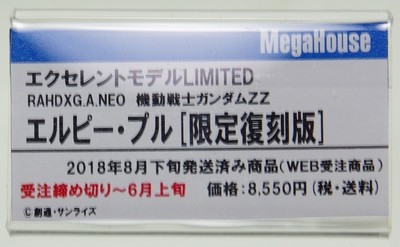 MegaHouse
エクセレントモデルLIMITED
RAHDXG.A.NEO 機動戦士ガンダムZZ
エルピー・プル[限定復刻版]
2018年8月下旬発送済み商品(WEB受注商品)
受注締め切り～6月上旬 価格:8,550円(税・送料)
©創通・サンライズ